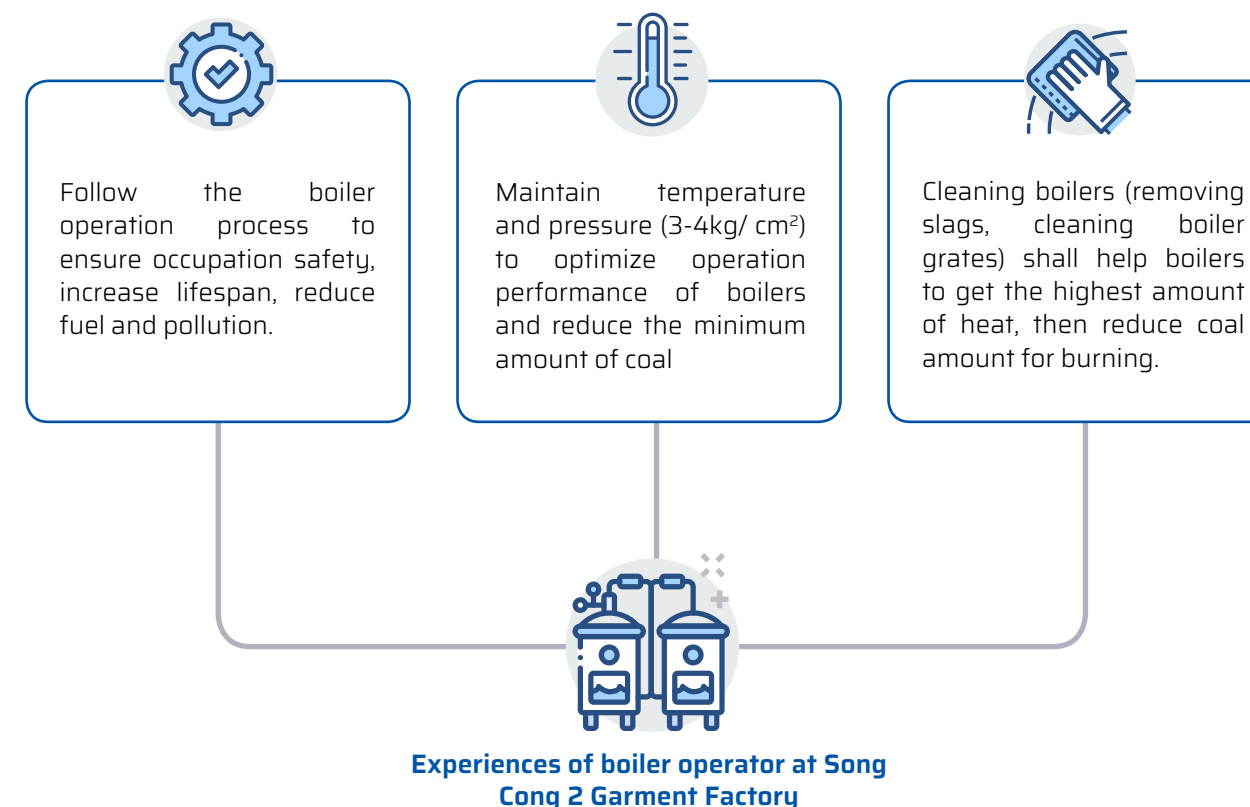 Follow the boiler
operation process to
ensure occupation safety,
increase lifespan, reduce
fuel and pollution.
Maintain temperature
and pressure (3-4kg/ cm²)
to optimize operation
performance of boilers
and reduce the minimum
amount of coal
Cleaning boilers (removing
slags, cleaning boiler
grates) shall help boilers
to get the highest amount
of heat, then reduce coal
amount for burning.
Experiences of boiler operator at Song
Cong 2 Garment Factory